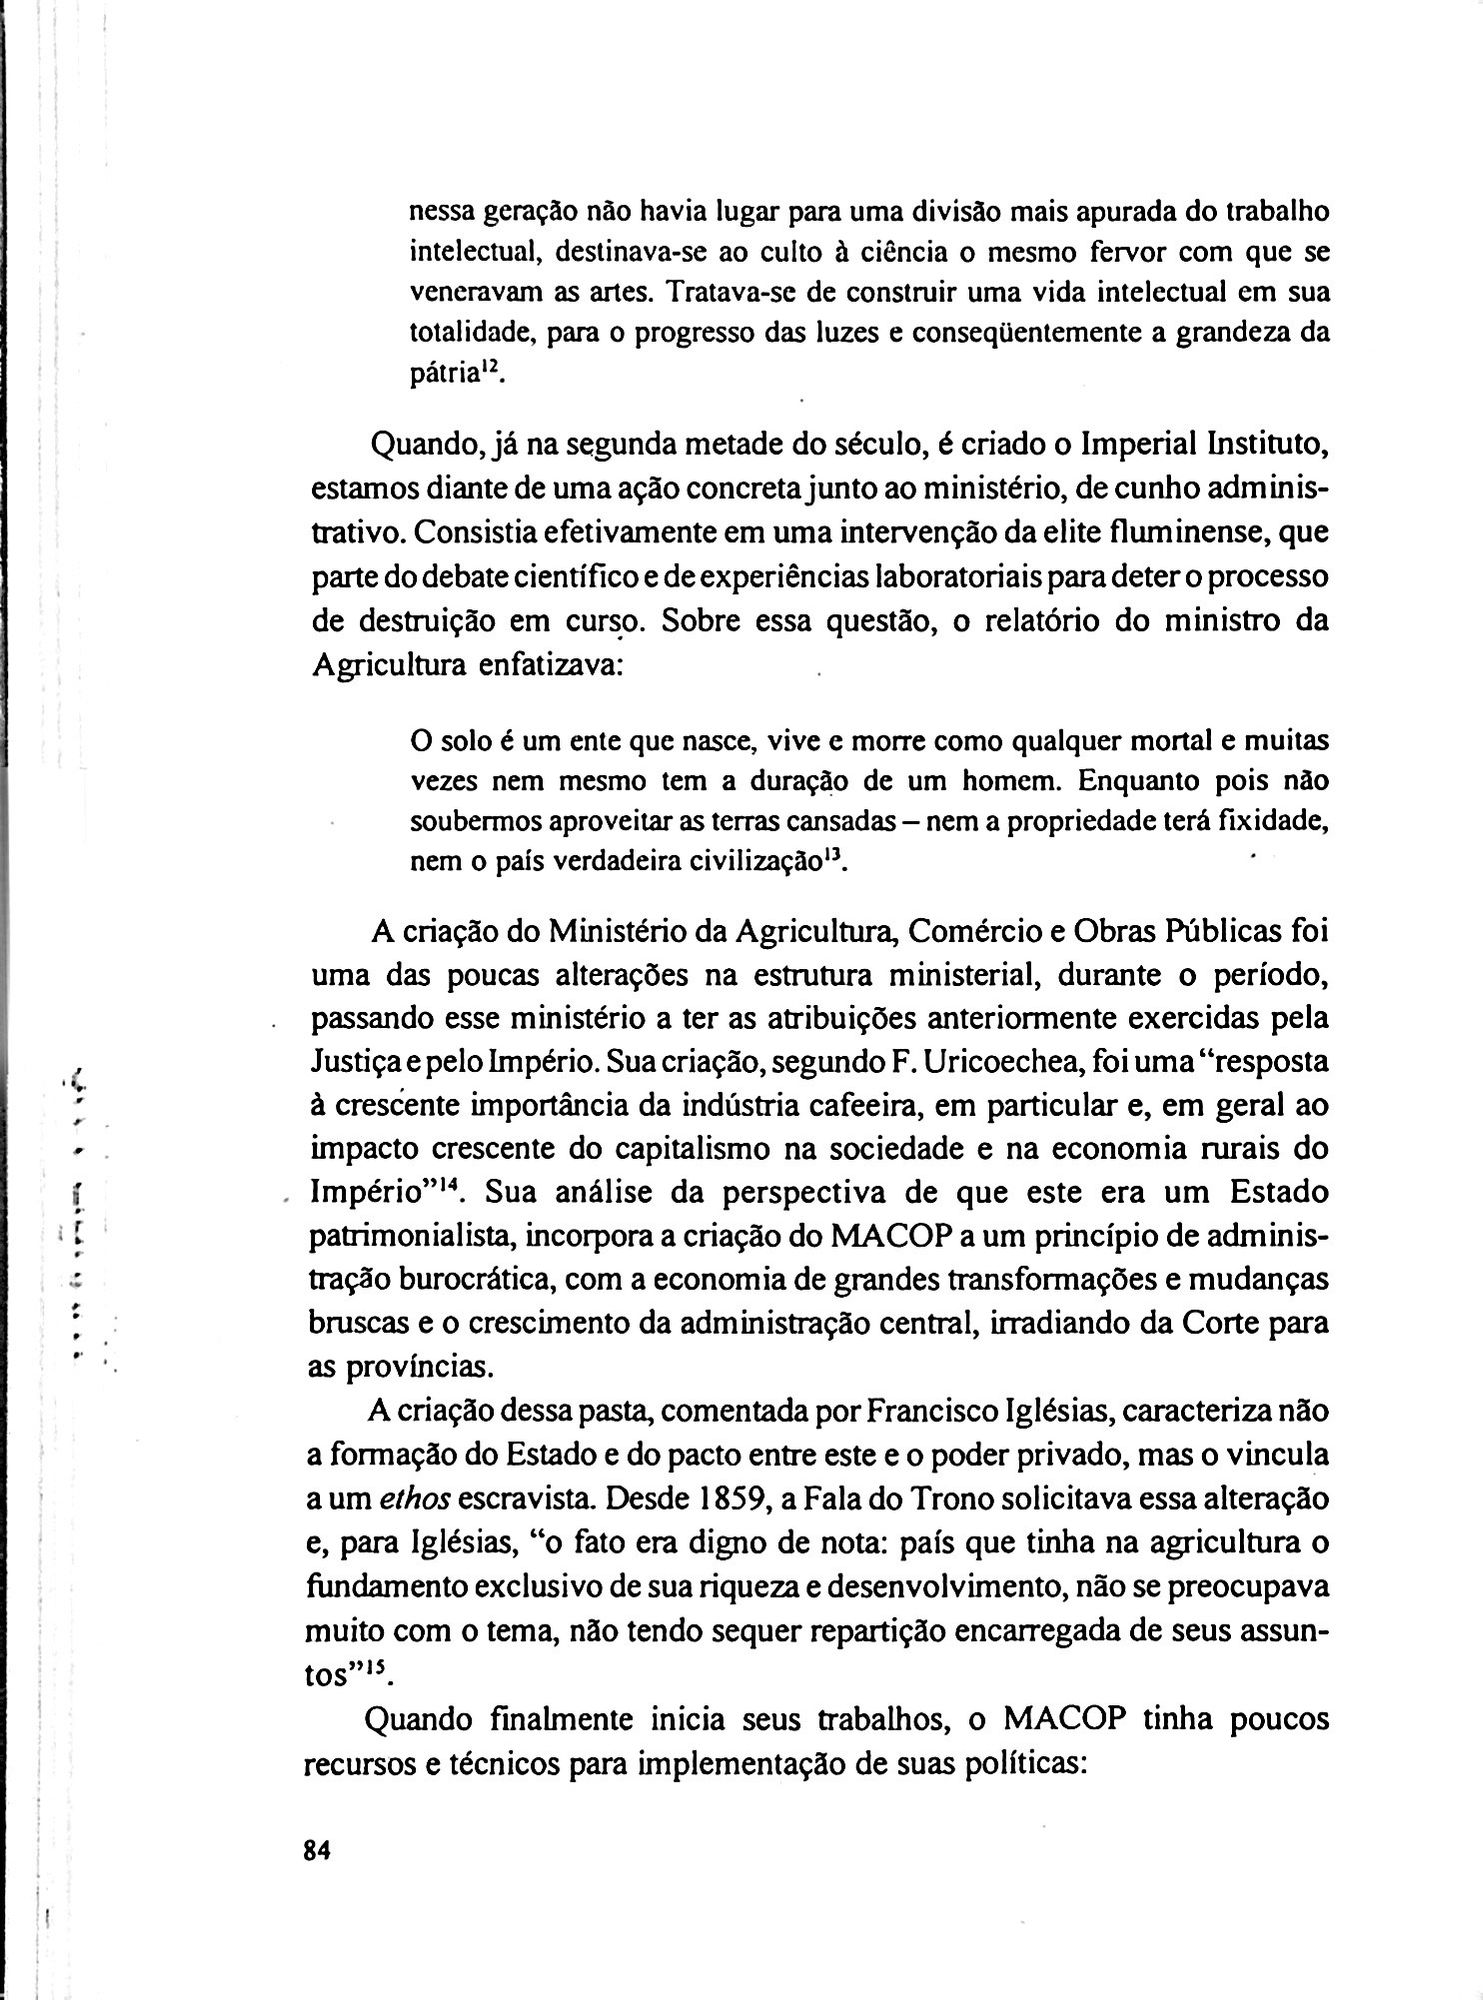 nessa geração não havia lugar para uma divisão mais apurada do trabalho
intelectual, destinava-se ao culto à ciência o mesmo fervor com que se
veneravam as artes. Tratava-se de construir uma vida intelectual em sua
totalidade, para o progresso das luzes e conseqüentemente a grandeza da
pátria¹².
Quando, já na segunda metade do século, é criado o Imperial Instituto,
estamos diante de uma ação concreta junto ao ministério, de cunho adminis-
trativo. Consistia efetivamente em uma intervenção da elite fluminense, que
parte do debate científico e de experiências laboratoriais para deter o processo
de destruição em curso. Sobre essa questão, o relatório do ministro da
Agricultura enfatizava:
O solo é um ente que nasce, vive e morre como qualquer mortal e muitas
vezes nem mesmo tem a duração de um homem. Enquanto pois não
soubermos aproveitar as terras cansadas – nem a propriedade terá fixidade,
nem o país verdadeira civilização¹³.
A criação do Ministério da Agricultura, Comércio e Obras Públicas foi
uma das poucas alterações na estrutura ministerial, durante o período,
passando esse ministério a ter as atribuições anteriormente exercidas pela
Justiça e pelo Império. Sua criação, segundo F. Uricoechea, foi uma “resposta
à crescente importância da indústria cafeeira, em particular e, em geral ao
impacto crescente do capitalismo na sociedade e na economia rurais do
Império”¹⁴. Sua análise da perspectiva de que este era um Estado
patrimonialista, incorpora a criação do MACOP a um princípio de adminis-
tração burocrática, com a economia de grandes transformações e mudanças
bruscas e o crescimento da administração central, irradiando da Corte para
as províncias.
A criação dessa pasta, comentada por Francisco Iglésias, caracteriza não
a formação do Estado e do pacto entre este e o poder privado, mas o vincula
a um ethos escravista. Desde 1859, a Fala do Trono solicitava essa alteração
e, para Iglésias, “o fato era digno de nota: país que tinha na agricultura o
fundamento exclusivo de sua riqueza e desenvolvimento, não se preocupava
muito com o tema, não tendo sequer repartição encarregada de seus assun-
tos”¹⁵.
Quando finalmente inicia seus trabalhos, o MACOP tinha poucos
recursos e técnicos para implementação de suas políticas:
84